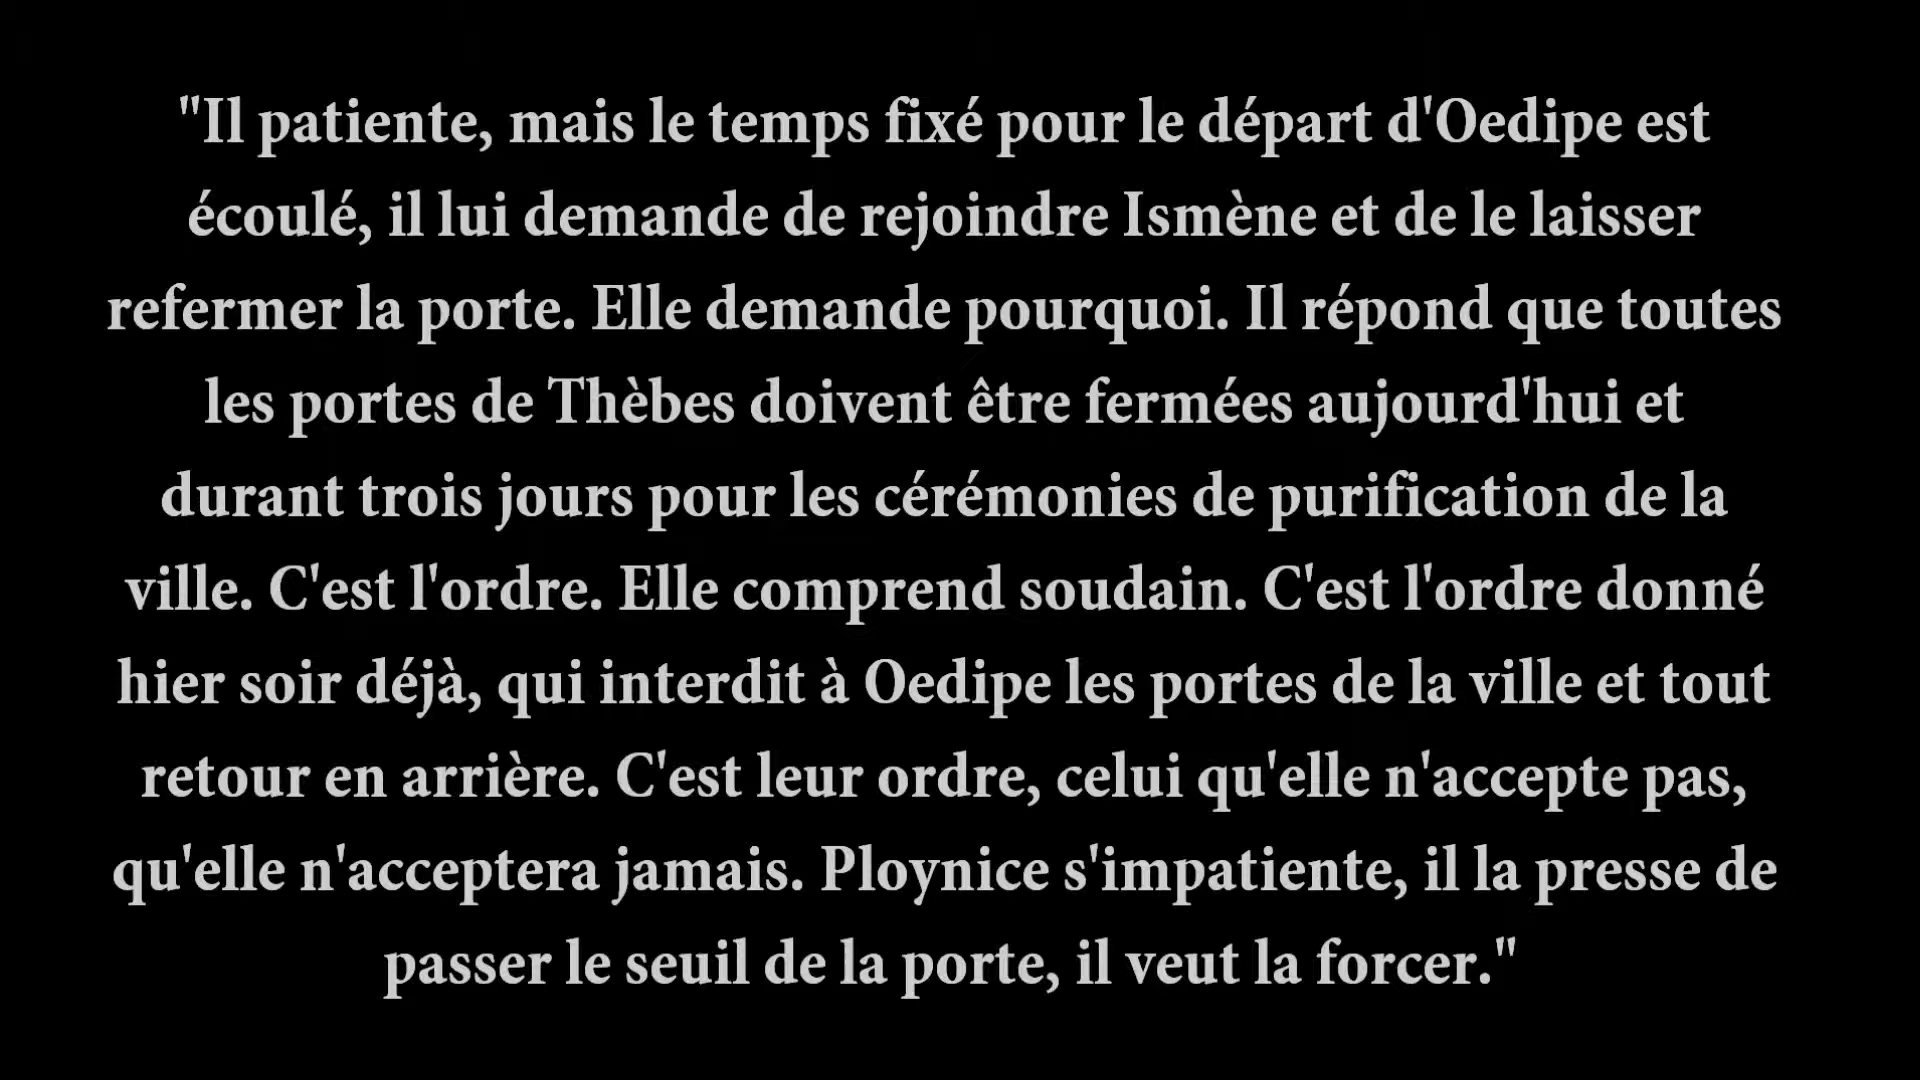 "Il patiente, mais le temps fixé pour le départ d'Oedipe est
écoulé, il lui demande de rejoindre Ismène et de le laisser
refermer la porte. Elle demande pourquoi. Il répond que toutes
les portes de Thèbes doivent être fermées aujourd'hui et
durant trois jours pour les cérémonies de purification de la
ville. C'est l'ordre. Elle comprend soudain. C'est l'ordre donné
hier soir déjà, qui interdit à Oedipe les portes de la ville et tout
retour en arrière. C'est leur ordre, celui qu'elle n'accepte pas,
qu'elle n'acceptera jamais. Ploynice s'impatiente, il la presse de
passer le seuil de la porte, il veut la forcer."